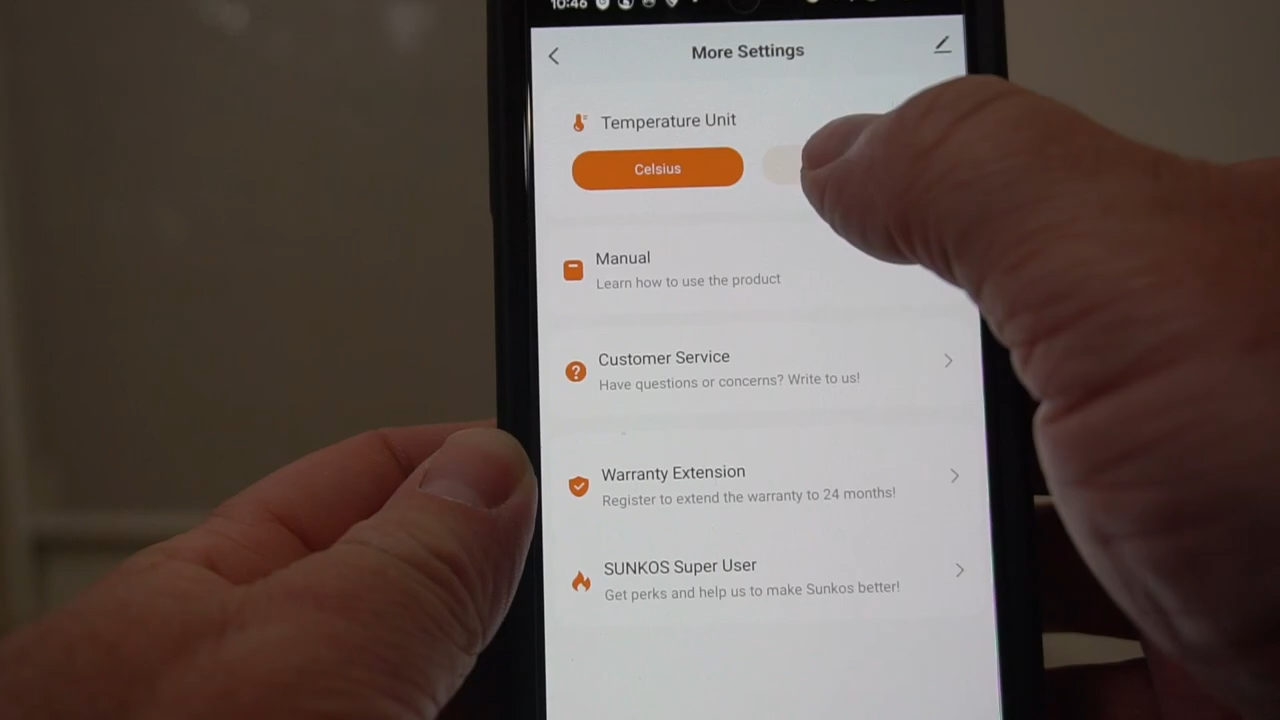 10:46
More Settings
Temperature Unit
Celsius
Manual
Learn how to use the product
Customer Service
Have questions or concerns? Write to us!
Warranty Extension
Register to extend the warranty to 24 months!
SUNKOS Super User
Get perks and help us to make Sunkos better!